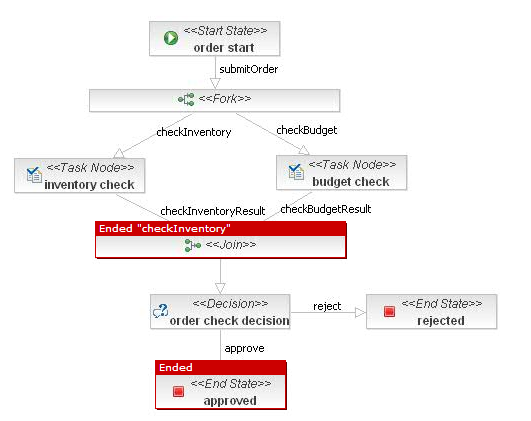 <<Start State>>
order start
submitOrder
<<Fork>>
checkInventory
checkBudget
<<Task Node>>
inventory check
<<Task Node>>
budget check
checkInventoryResult
checkBudgetResult
Ended "checkInventory"
<<Join>>
<<Decision>>
order check decision
reject
<<End State>>
rejected
approve
Ended
<<End State>>
approved